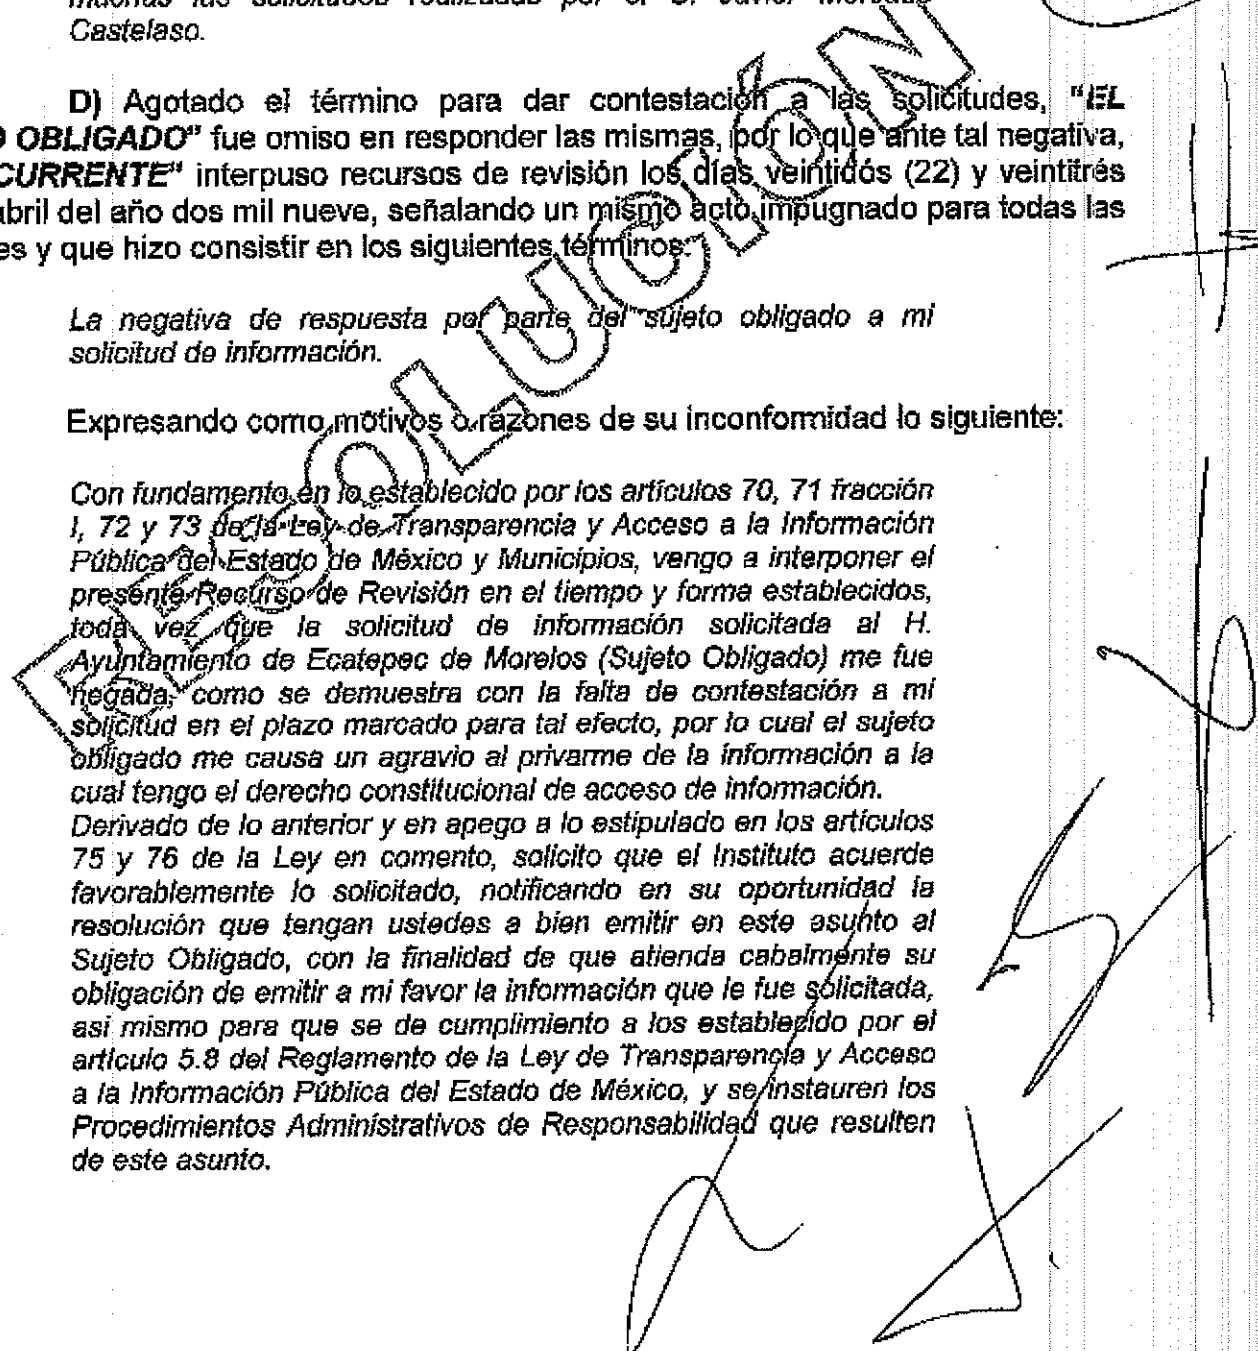 muchas las solicitudes realizadas por el C. Javier
Castelaso.
D) Agotado el término para dar contestación a las solicitudes, "EL
O OBLIGADO" fue omiso en responder las mismas, por lo que ante tal negativa,
CURRENTE" interpuso recursos de revisión los días veintidós (22) y veintitrés
abril del año dos mil nueve, señalando un mismo acto impugnado para todas las
es y que hizo consistir en los siguientes términos:
La negativa de respuesta por parte del sujeto obligado a mi
solicitud de información.
Expresando como motivos o razones de su inconformidad lo siguiente:
Con fundamento en lo establecido por los artículos 70, 71 fracción
I, 72 y 73 de la Ley de Transparencia y Acceso a la Información
Pública del Estado de México y Municipios, vengo a interponer el
presente Recurso de Revisión en el tiempo y forma establecidos,
toda vez que la solicitud de información solicitada al H.
Ayuntamiento de Ecatepec de Morelos (Sujeto Obligado) me fue
negada, como se demuestra con la falta de contestación a mi
solicitud en el plazo marcado para tal efecto, por lo cual el sujeto
obligado me causa un agravio al privarme de la información a la
cual tengo el derecho constitucional de acceso de información.
Derivado de lo anterior y en apego a lo estipulado en los artículos
75 y 76 de la Ley en comento, solicito que el Instituto acuerde
favorablemente lo solicitado, notificando en su oportunidad la
resolución que tengan ustedes a bien emitir en este asunto al
Sujeto Obligado, con la finalidad de que atienda cabalmente su
obligación de emitir a mi favor la información que le fue solicitada,
así mismo para que se de cumplimiento a los establecido por el
artículo 5.8 del Reglamento de la Ley de Transparencia y Acceso
a la Información Pública del Estado de México, y se instauren los
Procedimientos Administrativos de Responsabilidad que resulten
de este asunto.
RESOLUCIÓN